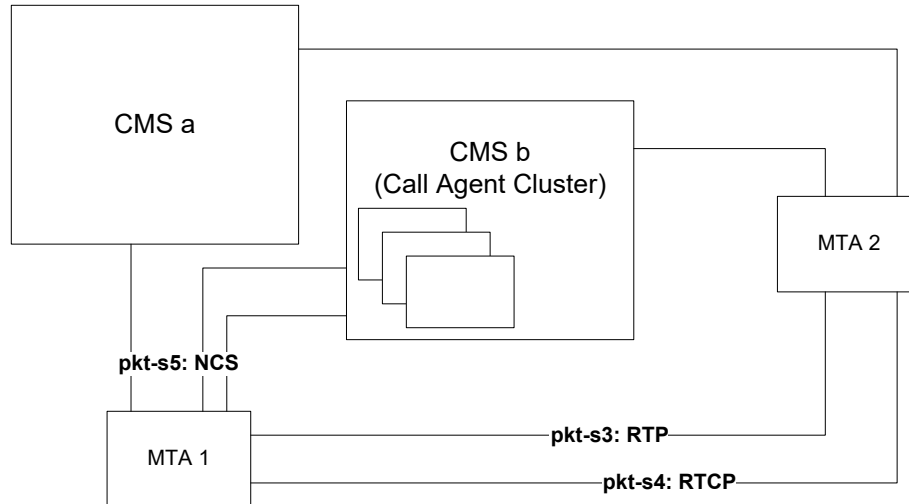 CMS a
CMS b
(Call Agent Cluster)
MTA 2
pkt-s5: NCS
pkt-s3: RTP
MTA 1
pkt-s4: RTCP